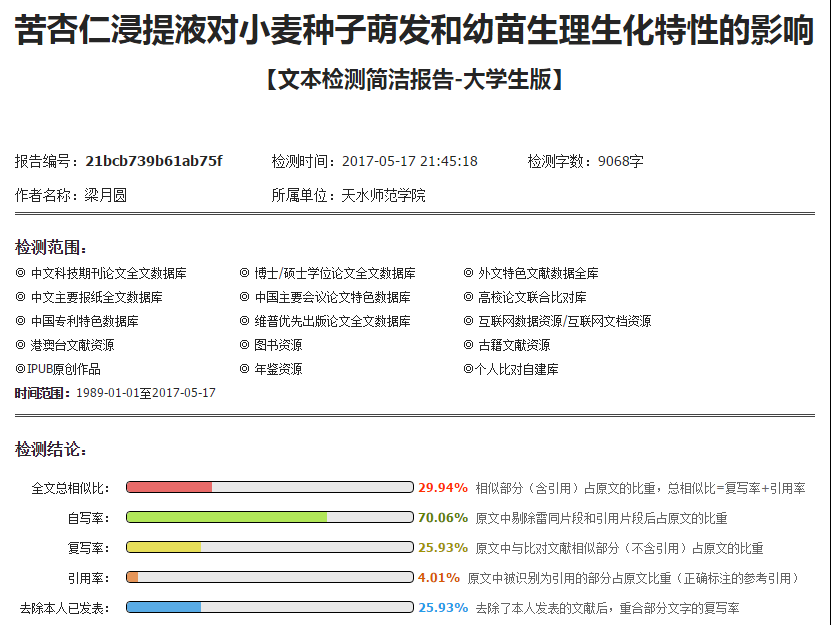 苦杏仁浸提液对小麦种子萌发和幼苗生理生化特性的影响
【文本检测简洁报告-大学生版】
报告编号：21bcb739b61ab75f 检测时间：2017-05-17 21:45:18 检测字数：9068字
作者名称：梁月圆 所属单位：天水师范学院
检测范围：
◎ 中文科技期刊论文全文数据库 ◎ 博士/硕士学位论文全文数据库 ◎ 外文特色文献数据全库
◎ 中文主要报纸全文数据库 ◎ 中国主要会议论文特色数据库 ◎ 高校论文联合比对库
◎ 中国专利特色数据库 ◎ 维普优先出版论文全文数据库 ◎ 互联网数据资源/互联网文档资源
◎ 港澳台文献资源 ◎ 图书资源 ◎ 古籍文献资源
◎IPUB原创作品 ◎ 年鉴资源 ◎个人比对自建库
时间范围：1989-01-01至2017-05-17
检测结论：
全文总相似比： 29.94% 相似部分（含引用）占原文的比重，总相似比=复写率+引用率
自写率： 70.06% 原文中剔除雷同片段和引用片段后占原文的比重
复写率： 25.93% 原文中与比对文献相似部分（不含引用）占原文的比重
引用率： 4.01% 原文中被识别为引用的部分占原文比重（正确标注的参考引用）
去除本人已发表： 25.93% 去除了本人发表的文献后，重合部分文字的复写率